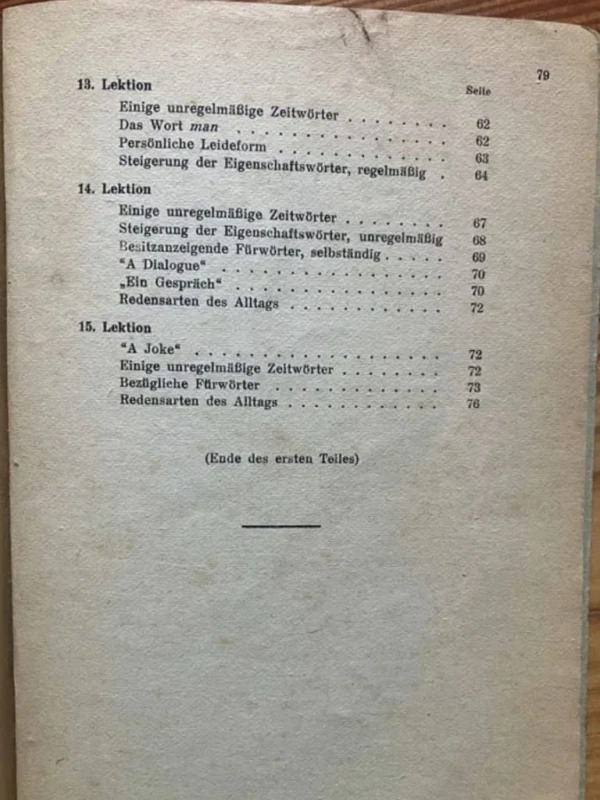 79
13. Lektion Seite
Einige unregelmäßige Zeitwörter . . . . . . . . 62
Das Wort man . . . . . . . . . . . . . . . . 62
Persönliche Leideform . . . . . . . . . . . . . 63
Steigerung der Eigenschaftswörter, regelmäßig . 64
14. Lektion
Einige unregelmäßige Zeitwörter . . . . . . . . 67
Steigerung der Eigenschaftswörter, unregelmäßig 68
Besitzanzeigende Fürwörter, selbständig . . . . . 69
“A Dialogue“ . . . . . . . . . . . . . . . . . 70
„Ein Gespräch“ . . . . . . . . . . . . . . . . 70
Redensarten des Alltags . . . . . . . . . . . . 72
15. Lektion
“A Joke“ . . . . . . . . . . . . . . . . . . . 72
Einige unregelmäßige Zeitwörter . . . . . . . . 72
Bezügliche Fürwörter . . . . . . . . . . . . . 73
Redensarten des Alltags . . . . . . . . . . . . 76
(Ende des ersten Teiles)